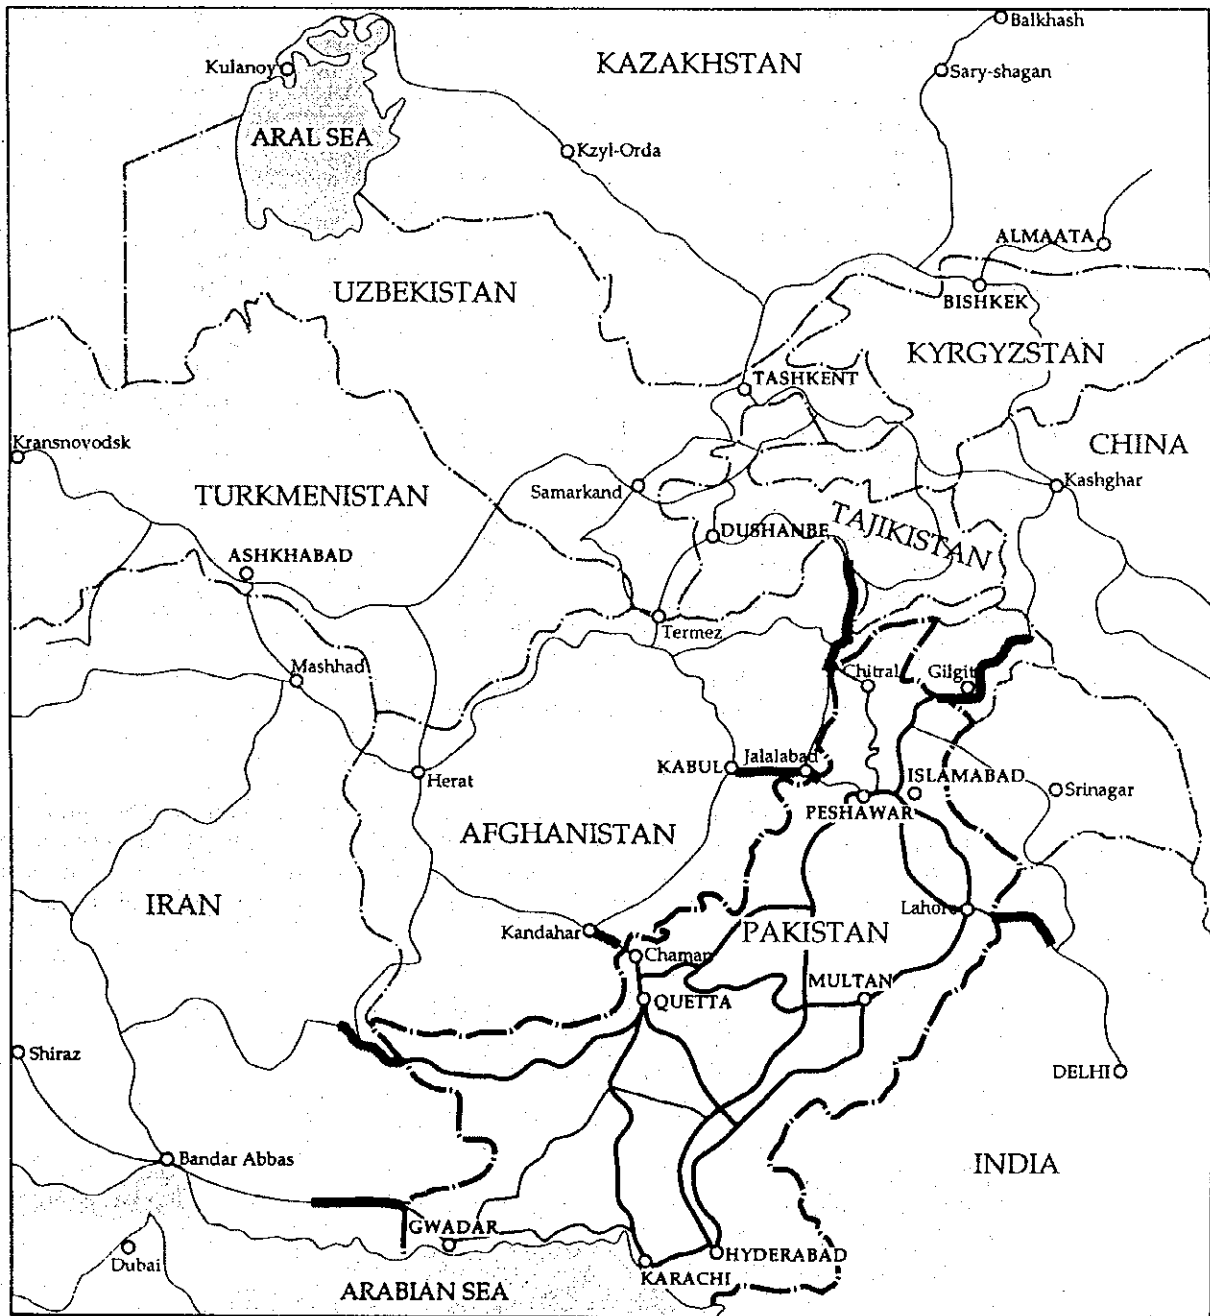 Balkhash
Kulanoy
KAZAKHSTAN
Sary-shagan
ARAL SEA
Kzyl-Orda
ALMAATA
UZBEKISTAN
BISHKEK
KYRGYZSTAN
TASHKENT
Kransnovodsk
CHINA
TURKMENISTAN
Samarkand
Kashghar
TAJIKISTAN
DUSHANBE
ASHKHABAD
Termez
Mashhad
Chitral
Gilgit
KABUL
Jalalabad
Herat
ISLAMABAD
Srinagar
PESHAWAR
AFGHANISTAN
IRAN
Lahore
Kandahar
PAKISTAN
Chaman
MULTAN
QUETTA
Shiraz
DELHI
Bandar Abbas
INDIA
GWADAR
Dubai
HYDERABAD
KARACHI
ARABIAN SEA